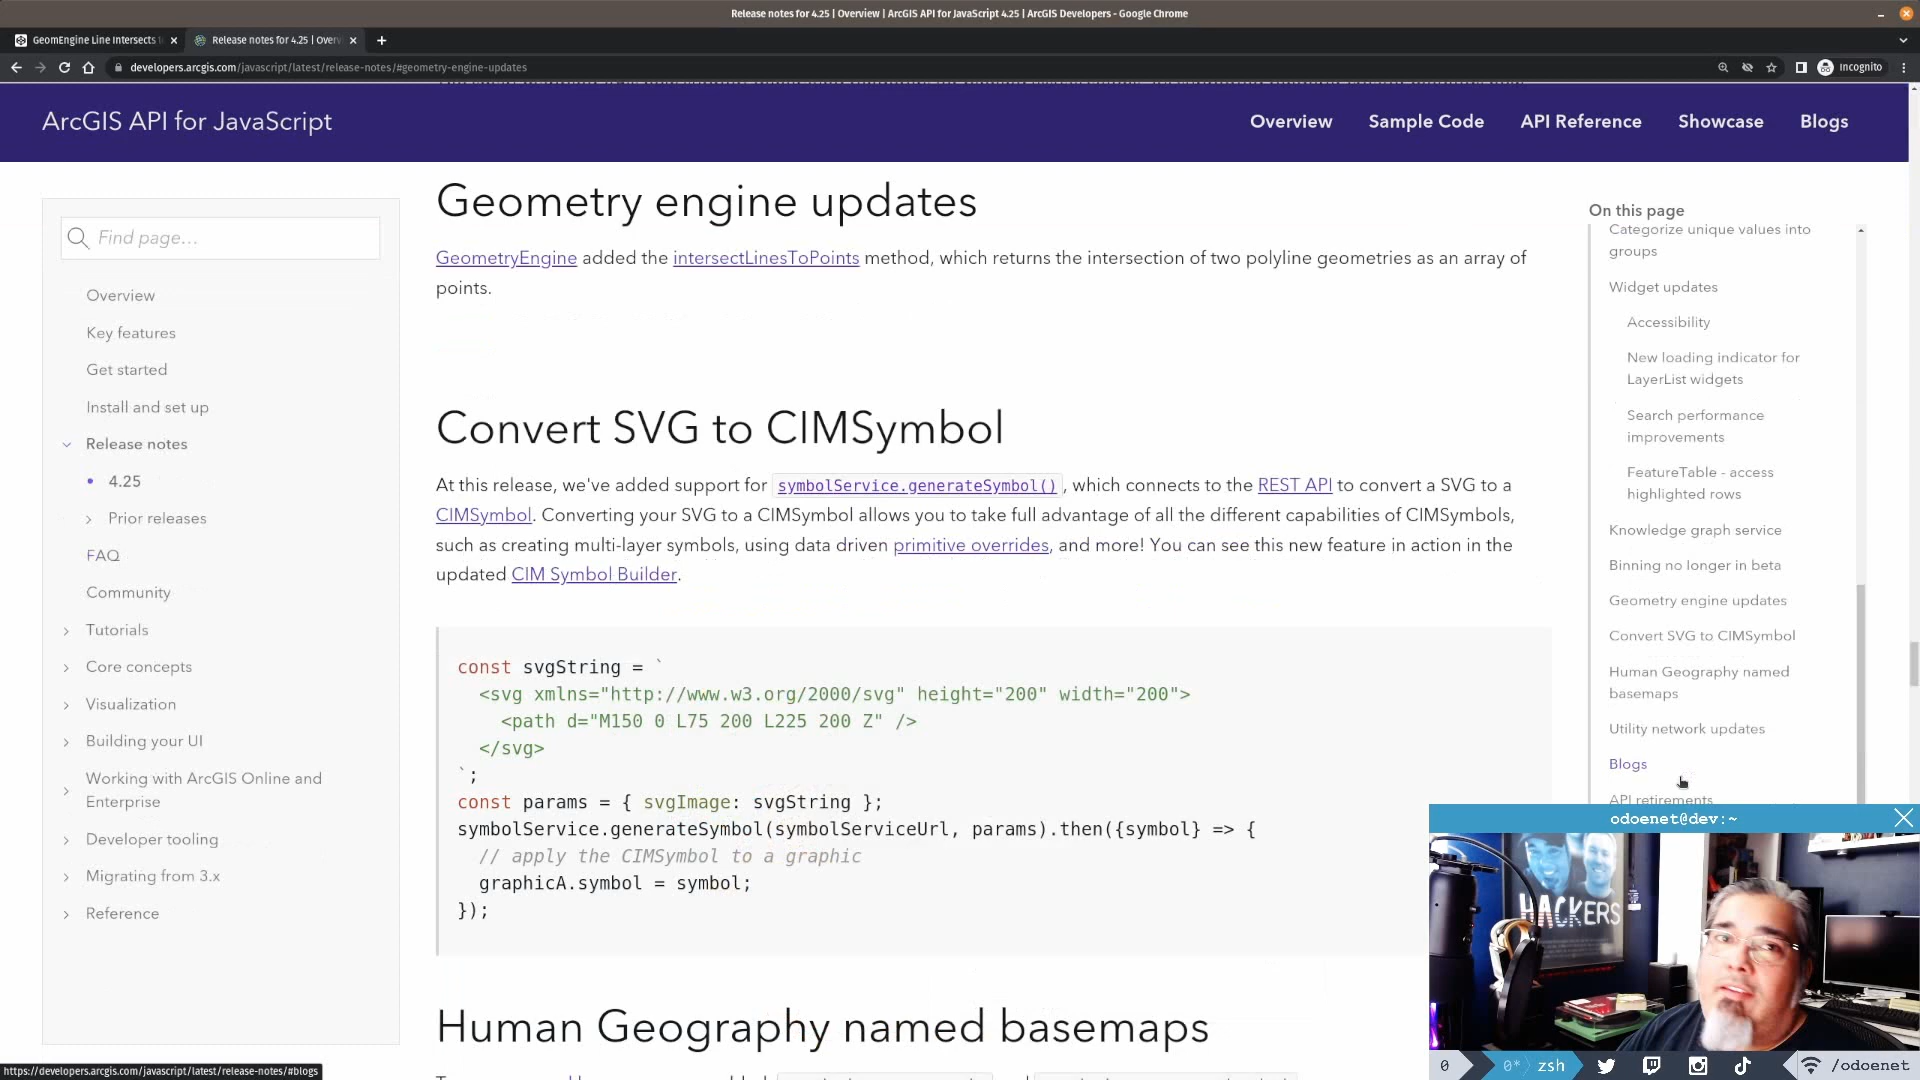 Release notes for 4.25 | Overview | ArcGIS API for JavaScript 4.25 | ArcGIS Developers - Google Chrome
GeomEngine Line Intersects
Release notes for 4.25 | Over
developers.arcgis.com/javascript/latest/release-notes/#geometry-engine-updates
Incognito
ArcGIS API for JavaScript
Overview
Sample Code
API Reference
Showcase
Blogs
Find page...
Overview
Key features
Get started
Install and set up
Release notes
4.25
Prior releases
FAQ
Community
Tutorials
Core concepts
Visualization
Building your UI
Working with ArcGIS Online and
Enterprise
Developer tooling
Migrating from 3.x
Reference
Geometry engine updates
GeometryEngine added the intersectLinesToPoints method, which returns the intersection of two polyline geometries as an array of
points.
Convert SVG to CIMSymbol
At this release, we've added support for symbolService.generateSymbol(), which connects to the REST API to convert a SVG to a
CIMSymbol. Converting your SVG to a CIMSymbol allows you to take full advantage of all the different capabilities of CIMSymbols,
such as creating multi-layer symbols, using data driven primitive overrides, and more! You can see this new feature in action in the
updated CIM Symbol Builder.
const svgString = `
<svg xmlns="http://www.w3.org/2000/svg" height="200" width="200">
<path d="M150 0 L75 200 L225 200 Z" />
</svg>
`;
const params = { svgImage: svgString };
symbolService.generateSymbol(symbolServiceUrl, params).then({symbol} => {
// apply the CIMSymbol to a graphic
graphicA.symbol = symbol;
});
Human Geography named basemaps
On this page
Categorize unique values into
groups
Widget updates
Accessibility
New loading indicator for
LayerList widgets
Search performance
improvements
FeatureTable - access
highlighted rows
Knowledge graph service
Binning no longer in beta
Geometry engine updates
Convert SVG to CIMSymbol
Human Geography named
basemaps
Utility network updates
Blogs
API retirements
odoenet@dev:~
HACKERS
0
0*
zsh
/odoenet
https://developers.arcgis.com/javascript/latest/release-notes/#blogs